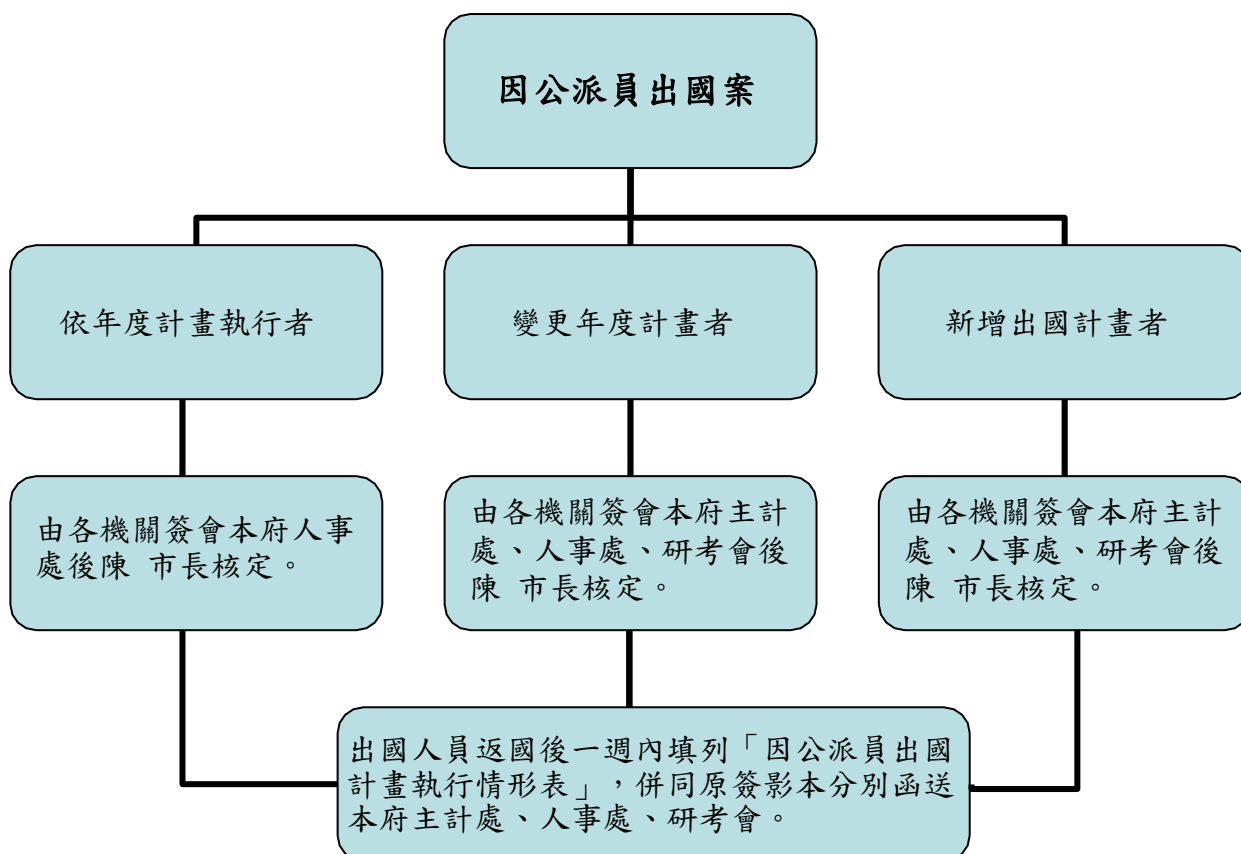 因公派員出國案
依年度計畫執行者
變更年度計畫者
新增出國計畫者
由各機關簽會本府人事
處後陳 市長核定。
由各機關簽會本府主計
處、人事處、研考會後
陳 市長核定。
由各機關簽會本府主計
處、人事處、研考會後
陳 市長核定。
出國人員返國後一週內填列「因公派員出國
計畫執行情形表」，併同原簽影本分別函送
本府主計處、人事處、研考會。